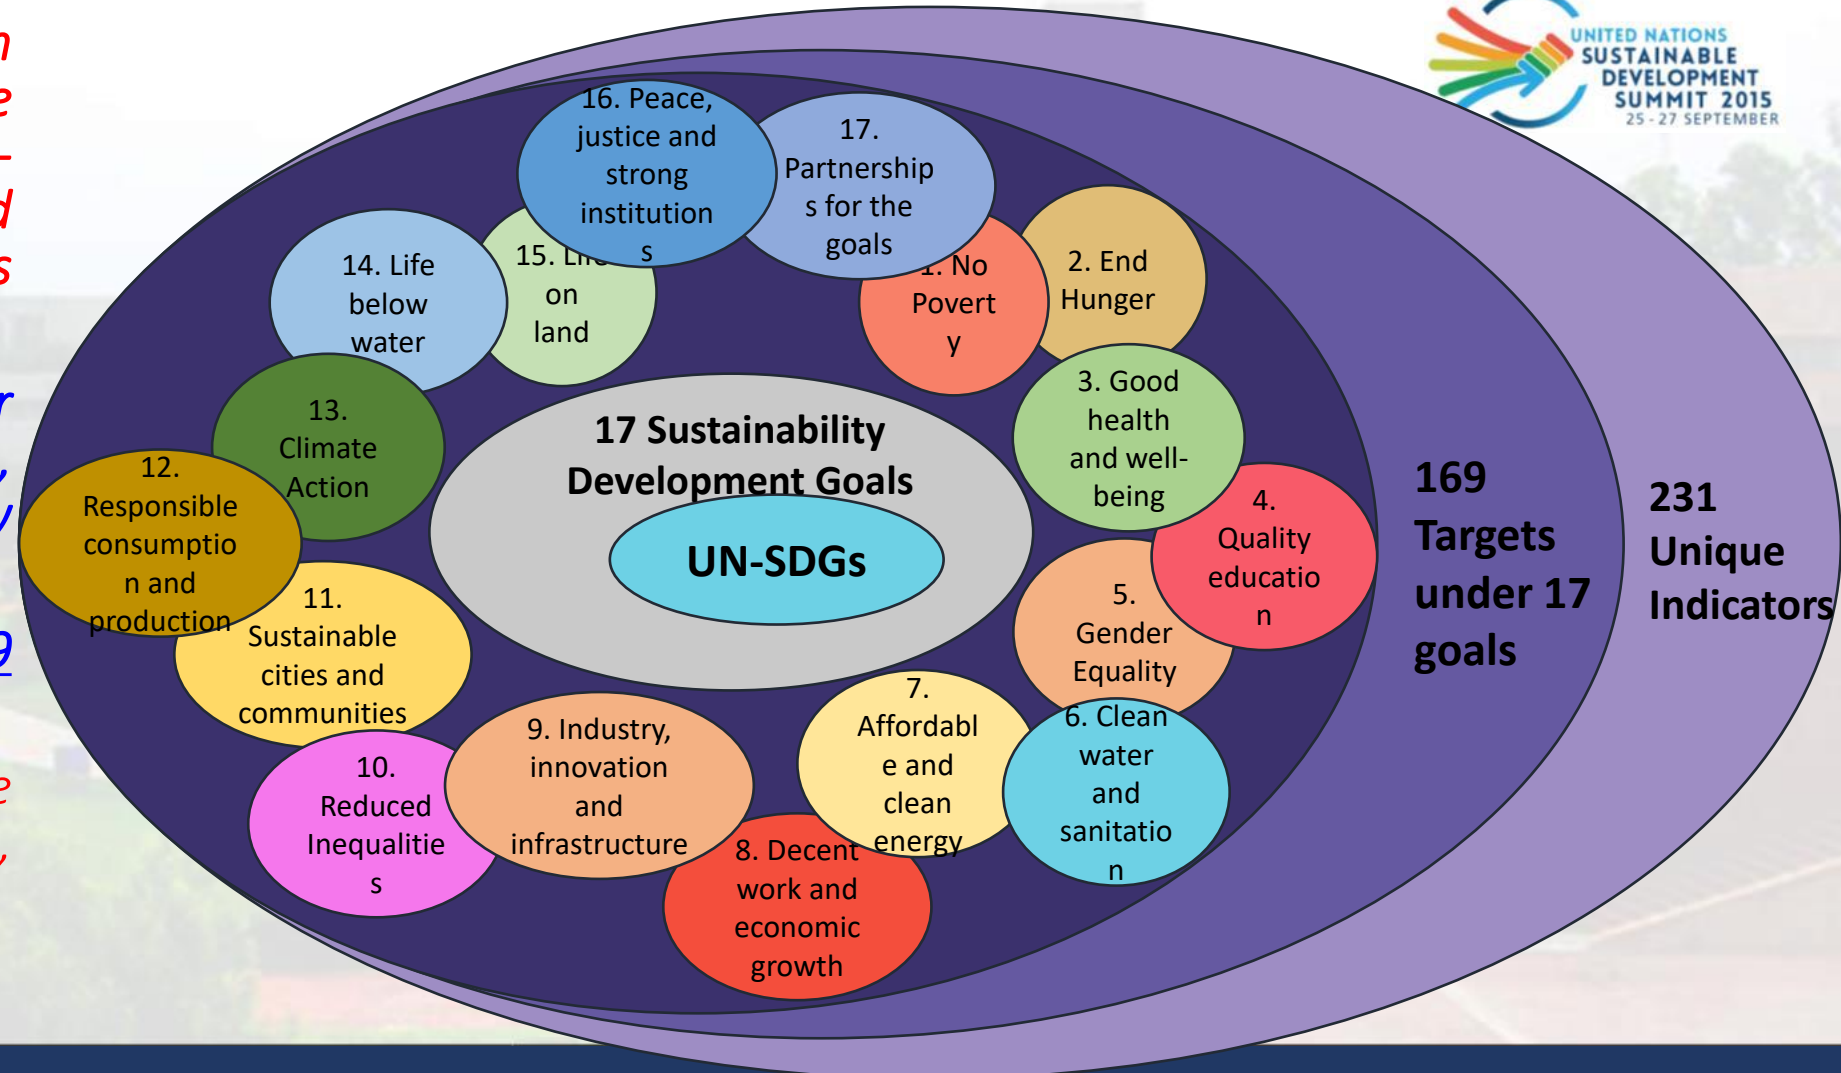 UNITED NATIONS
SUSTAINABLE
DEVELOPMENT
SUMMIT 2015
25 - 27 SEPTEMBER
16. Peace,
justice and
strong
institution
s
17.
Partnership
s for the
goals
1. No
Povert
y
2. End
Hunger
3. Good
health
and well-
being
4.
Quality
educatio
n
5.
Gender
Equality
6. Clean
water
and
sanitatio
n
7.
Affordabl
e and
clean
energy
8. Decent
work and
economic
growth
9. Industry,
innovation
and
infrastructure
10.
Reduced
Inequalitie
s
11.
Sustainable
cities and
communities
12.
Responsible
consumptio
n and
production
13.
Climate
Action
14. Life
below
water
15. Life
on
land
17 Sustainability
Development Goals
UN-SDGs
169
Targets
under 17
goals
231
Unique
Indicators